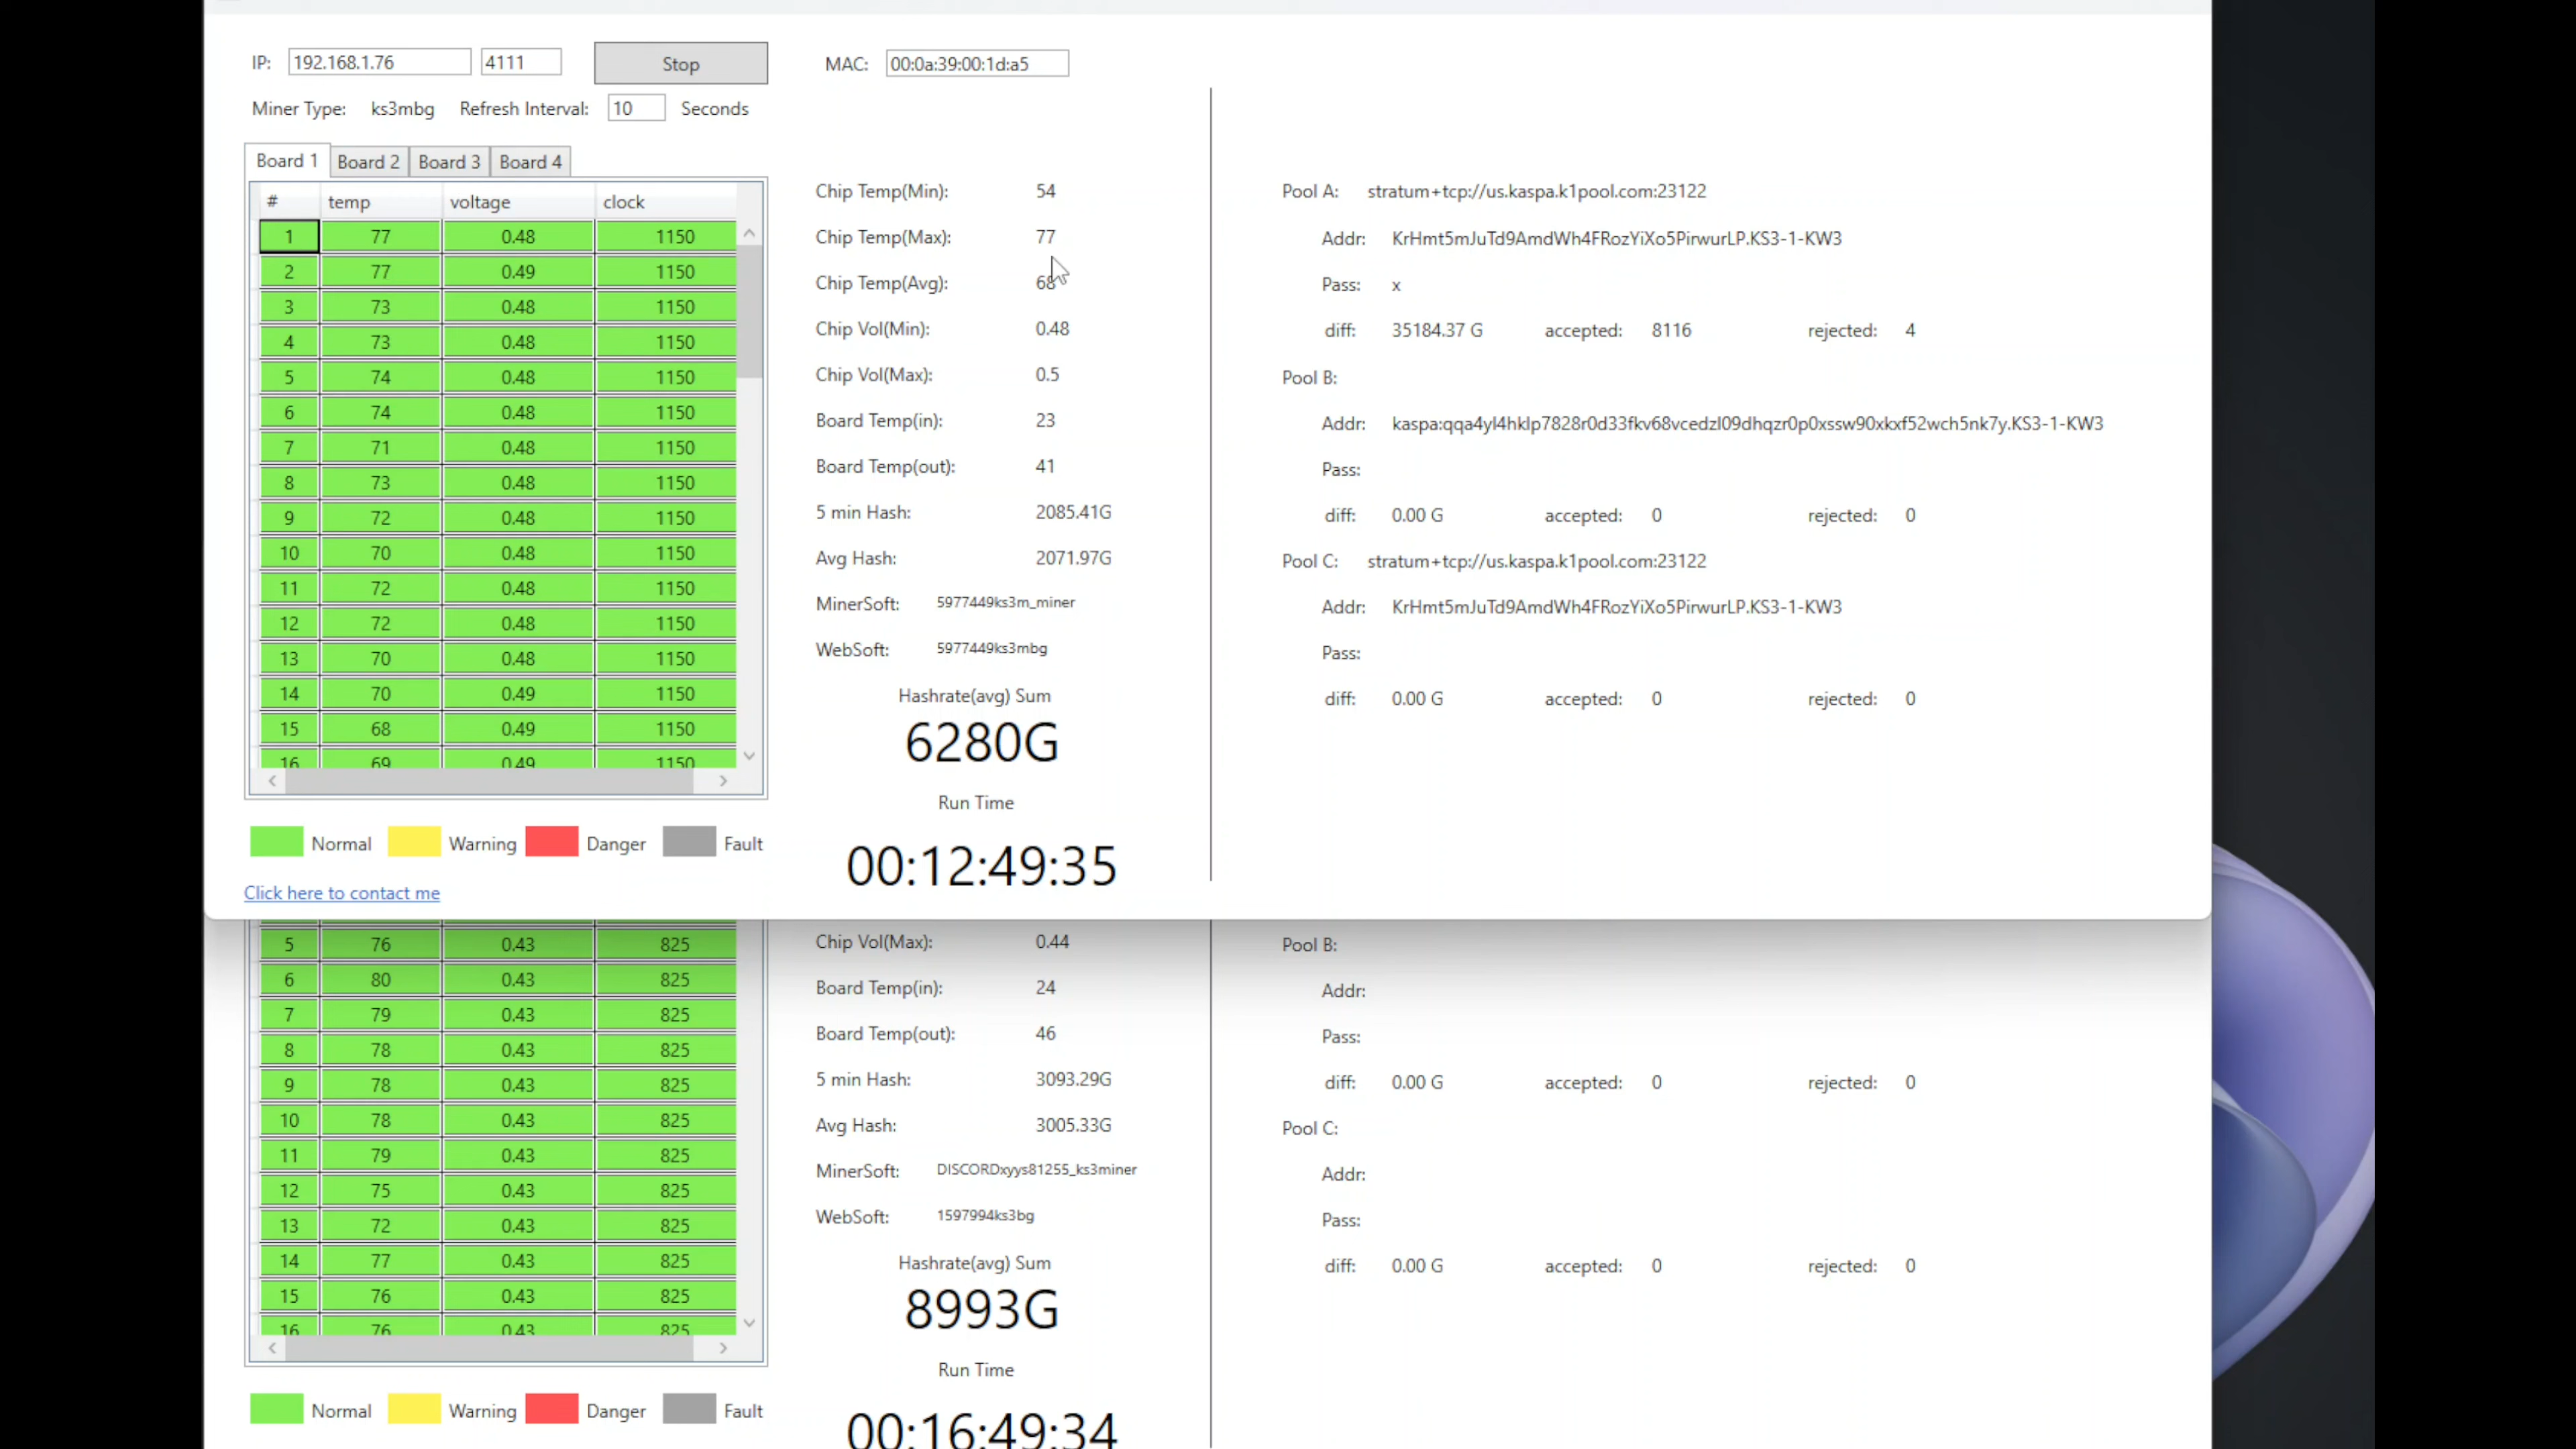 IP: 192.168.1.76 4111 Stop MAC: 00:0a:39:00:1d:a5
Miner Type: ks3mbg Refresh Interval: 10 Seconds
Board 1 Board 2 Board 3 Board 4
# temp voltage clock
1 77 0.48 1150
2 77 0.49 1150
3 73 0.48 1150
4 73 0.48 1150
5 74 0.48 1150
6 74 0.48 1150
7 71 0.48 1150
8 73 0.48 1150
9 72 0.48 1150
10 70 0.48 1150
11 72 0.48 1150
12 72 0.48 1150
13 70 0.48 1150
14 70 0.49 1150
15 68 0.49 1150
16 69 0.49 1150
Normal Warning Danger Fault
Click here to contact me
Chip Temp(Min): 54
Chip Temp(Max): 77
Chip Temp(Avg): 68
Chip Vol(Min): 0.48
Chip Vol(Max): 0.5
Board Temp(in): 23
Board Temp(out): 41
5 min Hash: 2085.41G
Avg Hash: 2071.97G
MinerSoft: 5977449ks3m_miner
WebSoft: 5977449ks3mbg
Hashrate(avg) Sum
6280G
Run Time
00:12:49:35
Pool A: stratum+tcp://us.kaspa.k1pool.com:23122
Addr: KrHmt5mJuTd9AmdWh4FRozYiXo5PirwurLP.KS3-1-KW3
Pass: x
diff: 35184.37 G accepted: 8116 rejected: 4
Pool B:
Addr: kaspa:qqa4yl4hklp7828r0d33fkv68vcedzl09dhqzr0p0xssw90xkxf52wch5nk7y.KS3-1-KW3
Pass:
diff: 0.00 G accepted: 0 rejected: 0
Pool C: stratum+tcp://us.kaspa.k1pool.com:23122
Addr: KrHmt5mJuTd9AmdWh4FRozYiXo5PirwurLP.KS3-1-KW3
Pass:
diff: 0.00 G accepted: 0 rejected: 0
5 76 0.43 825
6 80 0.43 825
7 79 0.43 825
8 78 0.43 825
9 78 0.43 825
10 78 0.43 825
11 79 0.43 825
12 75 0.43 825
13 72 0.43 825
14 77 0.43 825
15 76 0.43 825
16 76 0.43 825
Normal Warning Danger Fault
Chip Vol(Max): 0.44
Board Temp(in): 24
Board Temp(out): 46
5 min Hash: 3093.29G
Avg Hash: 3005.33G
MinerSoft: DISCORDxyys81255_ks3miner
WebSoft: 1597994ks3bg
Hashrate(avg) Sum
8993G
Run Time
00:16:49:34
Pool B:
Addr:
Pass:
diff: 0.00 G accepted: 0 rejected: 0
Pool C:
Addr:
Pass:
diff: 0.00 G accepted: 0 rejected: 0